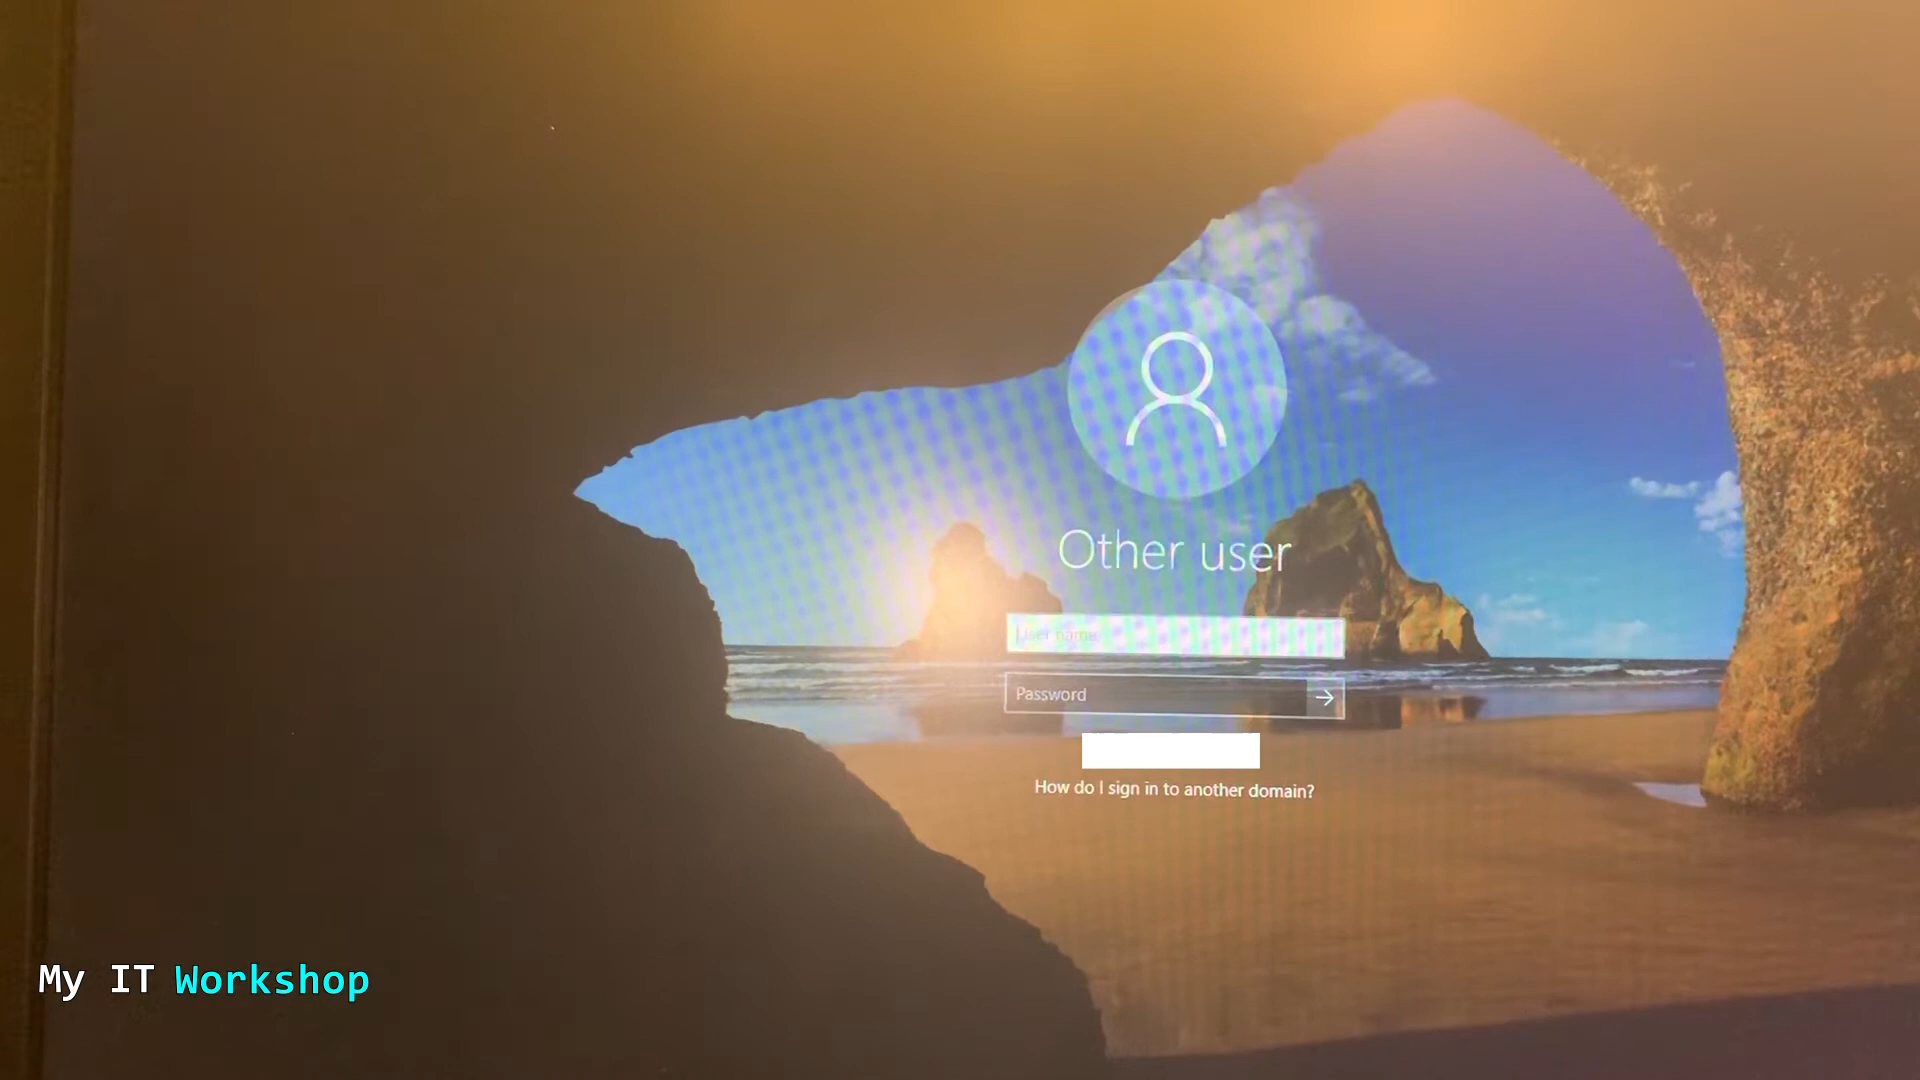 Other user
User name
Password
How do I sign in to another domain?
My IT Workshop